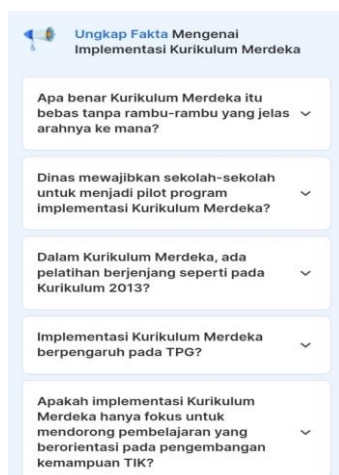 Ungkap Fakta Mengenai
Implementasi Kurikulum Merdeka
Apa benar Kurikulum Merdeka itu
bebas tanpa rambu-rambu yang jelas
arahnya ke mana?
Dinas mewajibkan sekolah-sekolah
untuk menjadi pilot program
implementasi Kurikulum Merdeka?
Dalam Kurikulum Merdeka, ada
pelatihan berjenjang seperti pada
Kurikulum 2013?
Implementasi Kurikulum Merdeka
berpengaruh pada TPG?
Apakah implementasi Kurikulum
Merdeka hanya fokus untuk
mendorong pembelajaran yang
berorientasi pada pengembangan
kemampuan TIK?